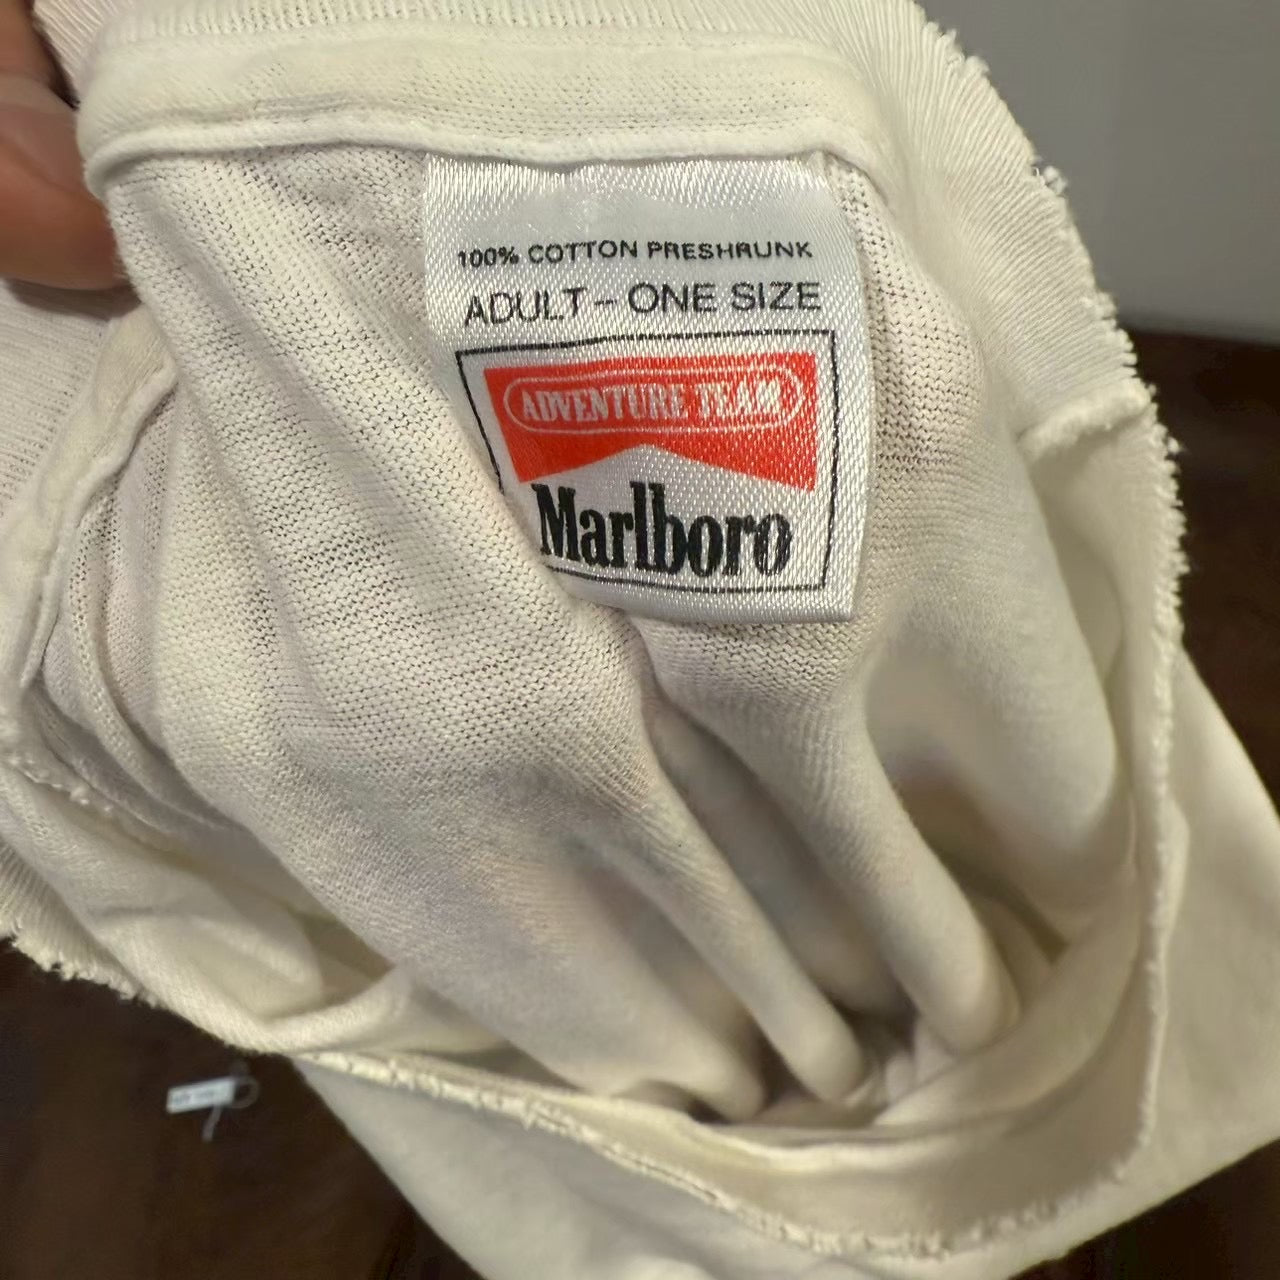 100% COTTON PRESHRUNK
ADULT – ONE SIZE
ADVENTURE TEAM
Marlboro